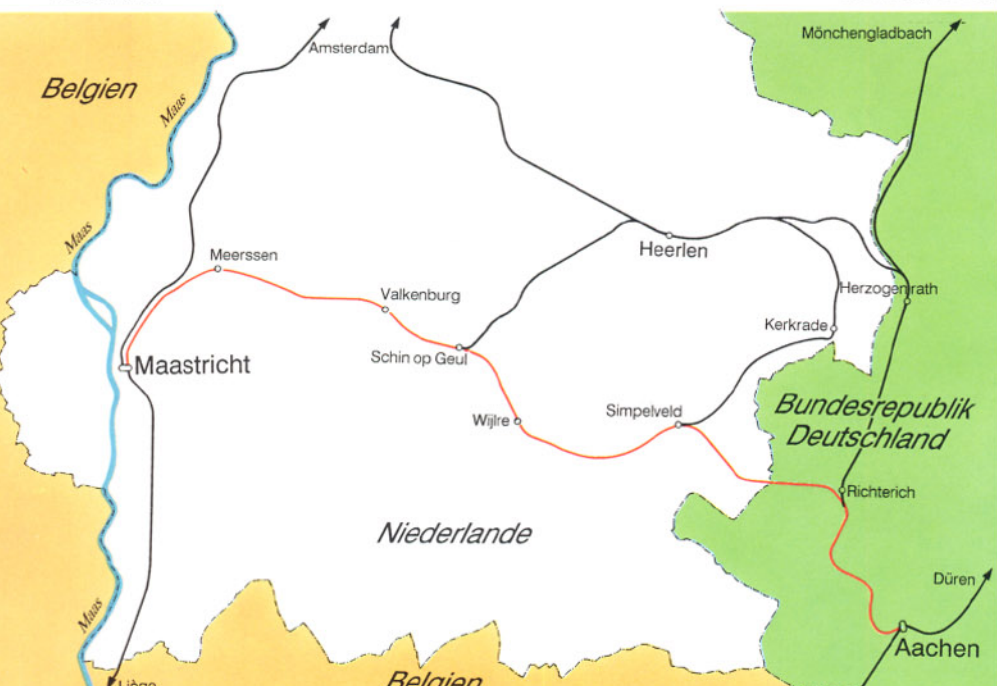 Mönchengladbach
Amsterdam
Belgien
Maas
Maas
Meerssen
Heerlen
Herzogenrath
Valkenburg
Kerkrade
Schin op Geul
Maastricht
Simpelveld
Wijlre
Bundesrepublik
Deutschland
Richterich
Niederlande
Düren
Maas
Aachen
Liège
Belgien